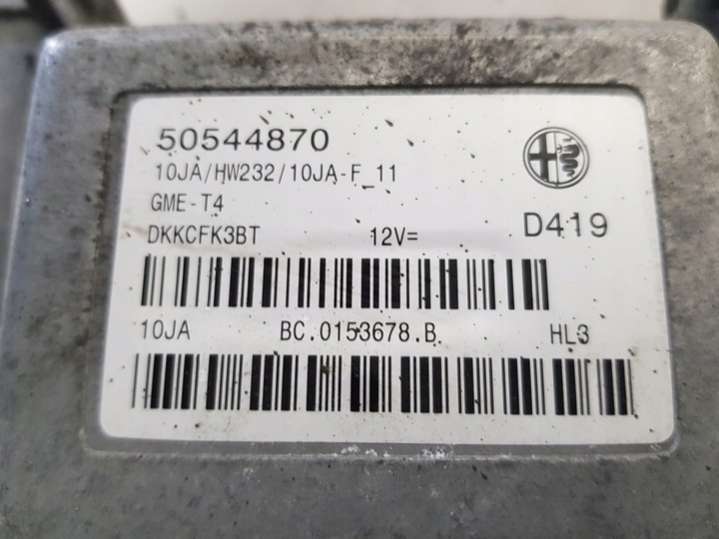 50544870
10JA/HW232/10JA-F_11
GME-T4
DKKCFK3BT 12V= D419
10JA BC.0153678.B HL3